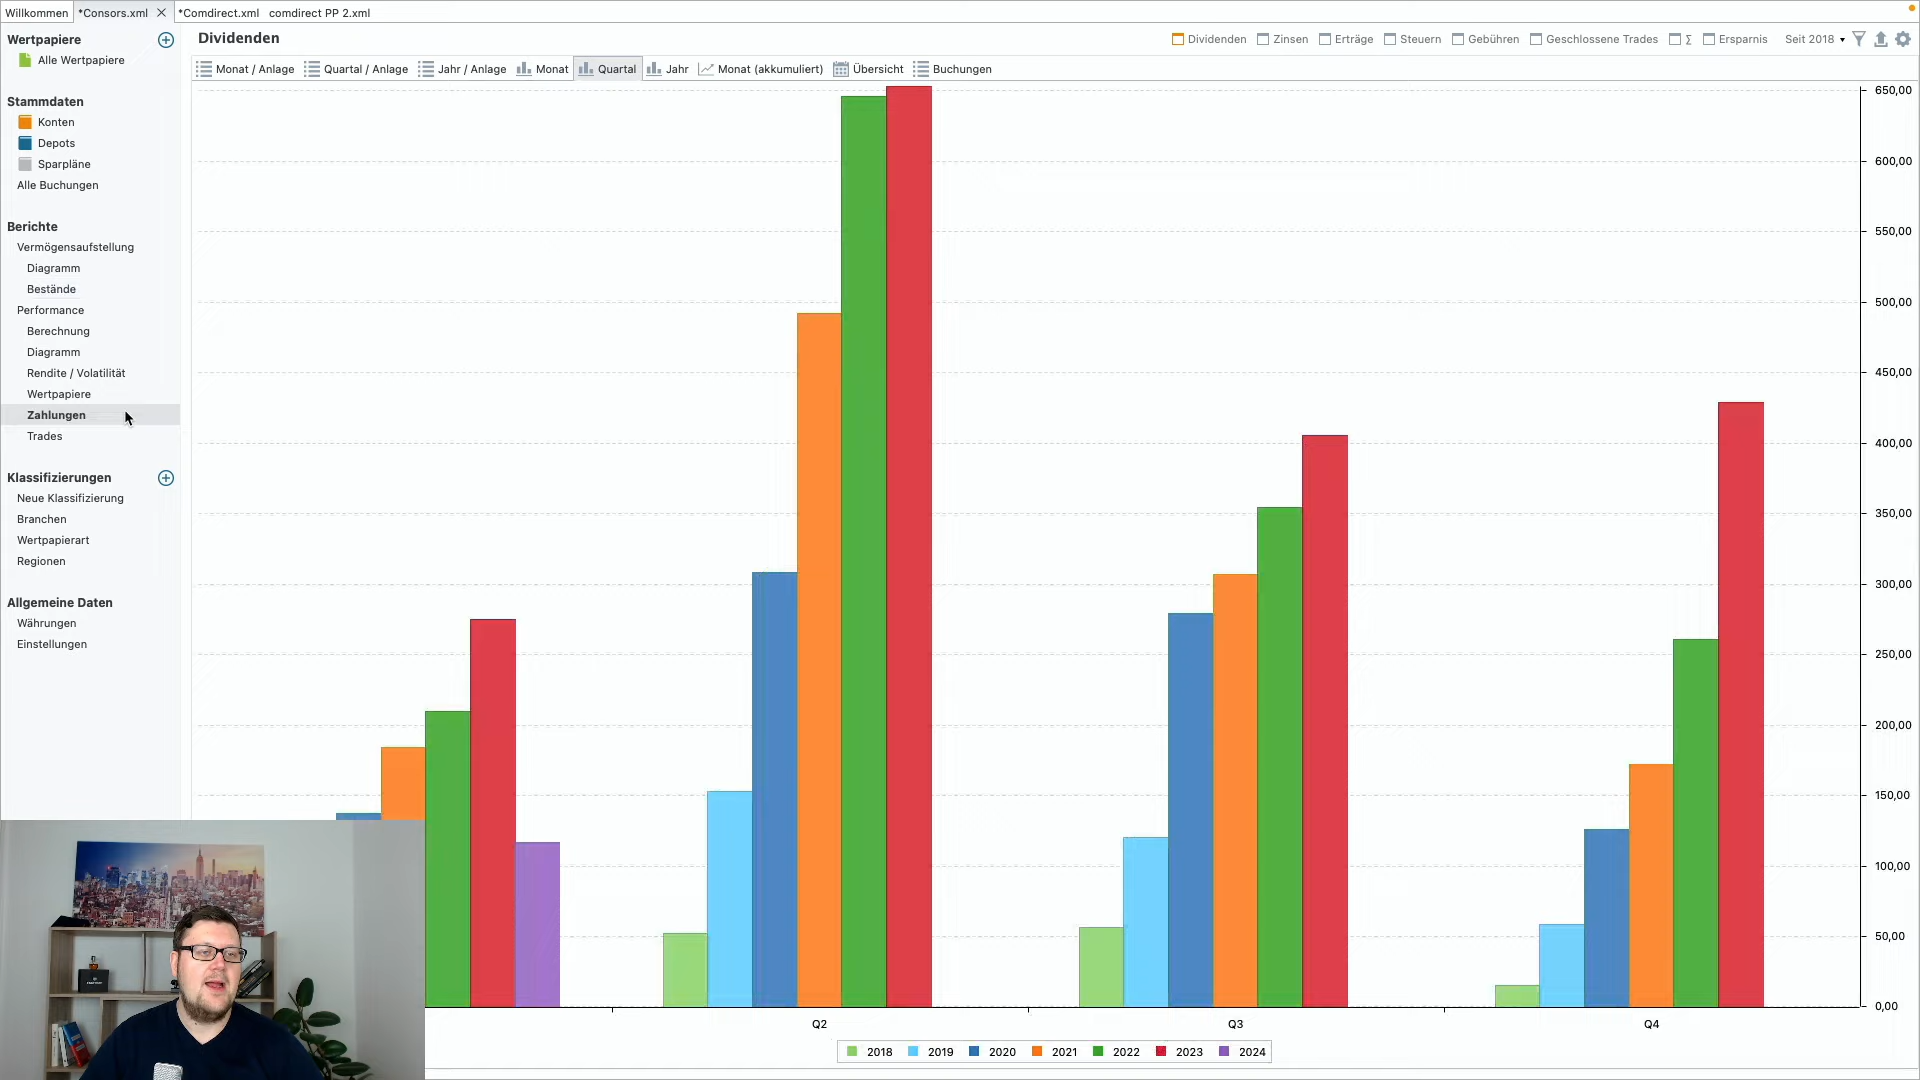 Willkommen *Consors.xml *Comdirect.xml comdirect PP 2.xml
Wertpapiere
Alle Wertpapiere
Stammdaten
Konten
Depots
Sparpläne
Alle Buchungen
Berichte
Vermögensaufstellung
Diagramm
Bestände
Performance
Berechnung
Diagramm
Rendite / Volatilität
Wertpapiere
Zahlungen
Trades
Klassifizierungen
Neue Klassifizierung
Branchen
Wertpapierart
Regionen
Allgemeine Daten
Währungen
Einstellungen
Dividenden
Dividenden Zinsen Erträge Steuern Gebühren Geschlossene Trades Σ Ersparnis Seit 2018
Monat / Anlage Quartal / Anlage Jahr / Anlage Monat Quartal Jahr Monat (akkumuliert) Übersicht Buchungen
650,00
600,00
550,00
500,00
450,00
400,00
350,00
300,00
250,00
200,00
150,00
100,00
50,00
0,00
Q2 Q3 Q4
2018 2019 2020 2021 2022 2023 2024